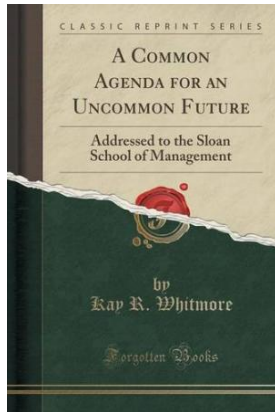 CLASSIC REPRINT SERIES
A COMMON
AGENDA FOR AN
UNCOMMON FUTURE
Addressed to the Sloan
School of Management
by
Kay R. Whitmore
Forgotten Books